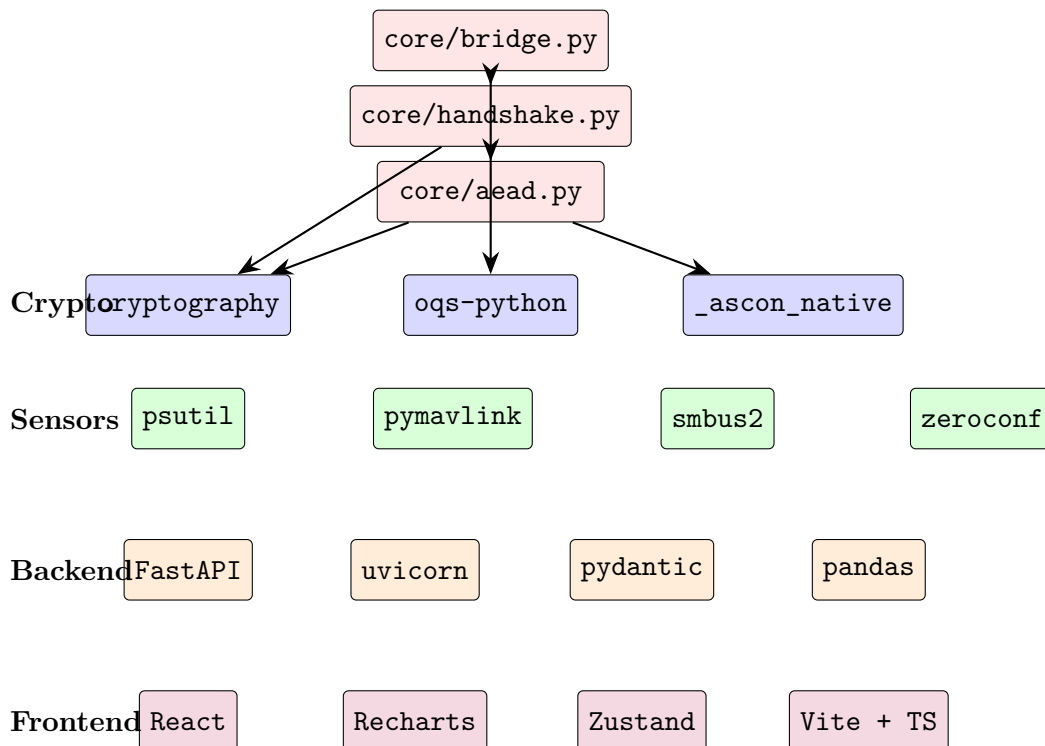 core/bridge.py
core/handshake.py
core/aead.py
Crypto cryptography oqs-python _ascon_native
Sensors psutil pymavlink smbus2 zeroconf
Backend FastAPI uvicorn pydantic pandas
Frontend React Recharts Zustand Vite + TS